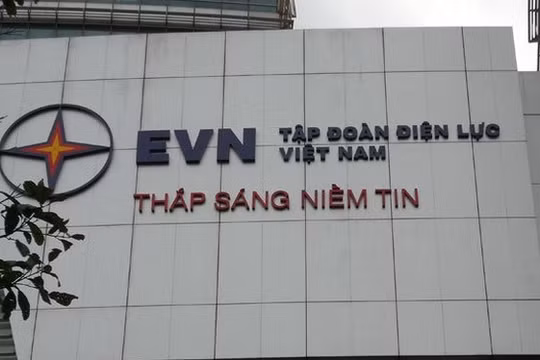 EVN
TẬP ĐOÀN ĐIỆN LỰC
VIỆT NAM
THẮP SÁNG NIỀM TIN